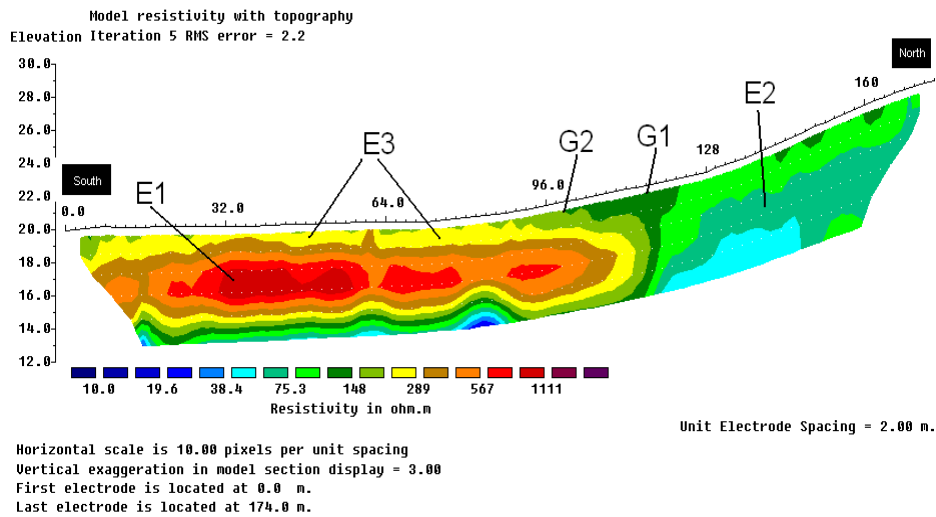 Model resistivity with topography
Elevation Iteration 5 RMS error = 2.2
North
30.0
160
28.0
E2
26.0
G1
128
G2
24.0
E3
South
96.0
22.0
E1
64.0
0.0
32.0
20.0
18.0
16.0
14.0
12.0
10.0 19.6 38.4 75.3 148 289 567 1111
Resistivity in ohm.m
Unit Electrode Spacing = 2.00 m.
Horizontal scale is 10.00 pixels per unit spacing
Vertical exaggeration in model section display = 3.00
First electrode is located at 0.0 m.
Last electrode is located at 174.0 m.